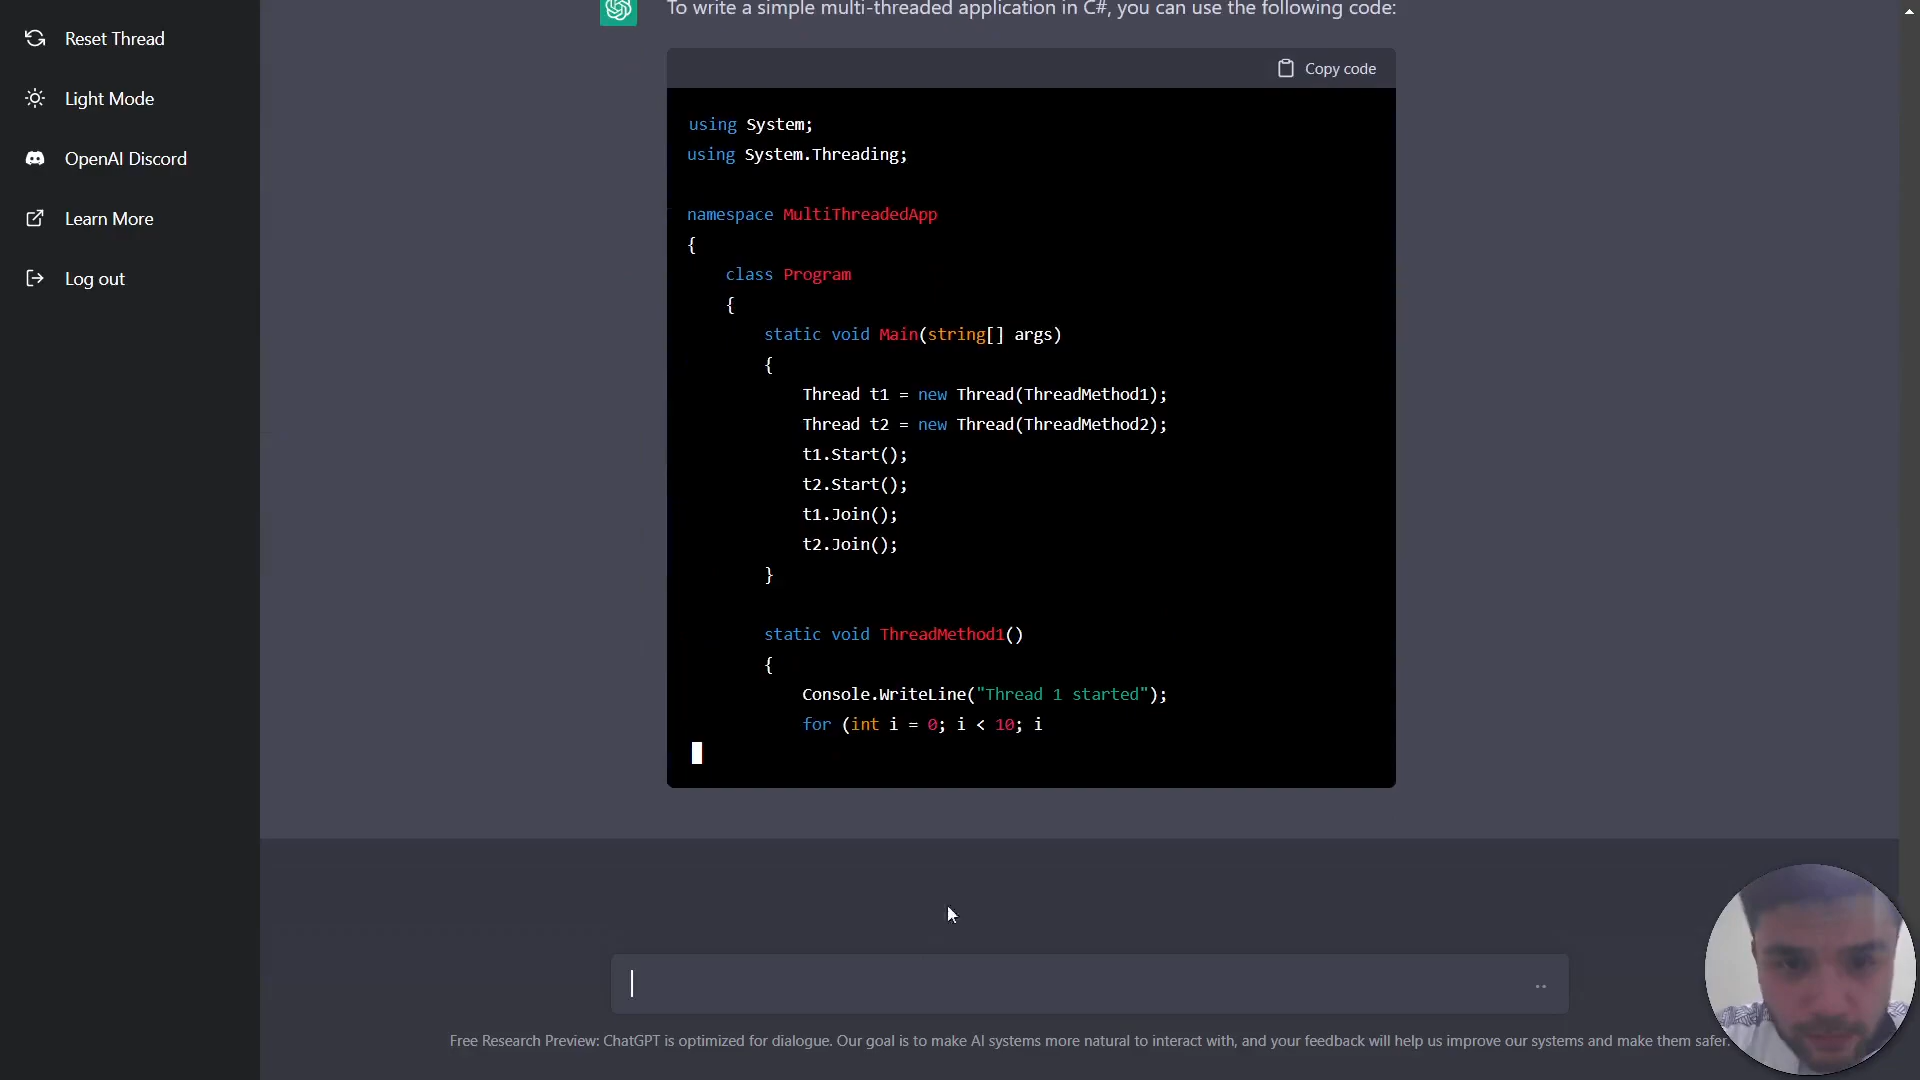 Reset Thread
Light Mode
OpenAI Discord
Learn More
Log out
To write a simple multi-threaded application in C#, you can use the following code:
Copy code
using System;
using System.Threading;
namespace MultiThreadedApp
{
    class Program
    {
        static void Main(string[] args)
        {
            Thread t1 = new Thread(ThreadMethod1);
            Thread t2 = new Thread(ThreadMethod2);
            t1.Start();
            t2.Start();
            t1.Join();
            t2.Join();
        }
        static void ThreadMethod1()
        {
            Console.WriteLine("Thread 1 started");
            for (int i = 0; i < 10; i
Free Research Preview: ChatGPT is optimized for dialogue. Our goal is to make AI systems more natural to interact with, and your feedback will help us improve our systems and make them safer.